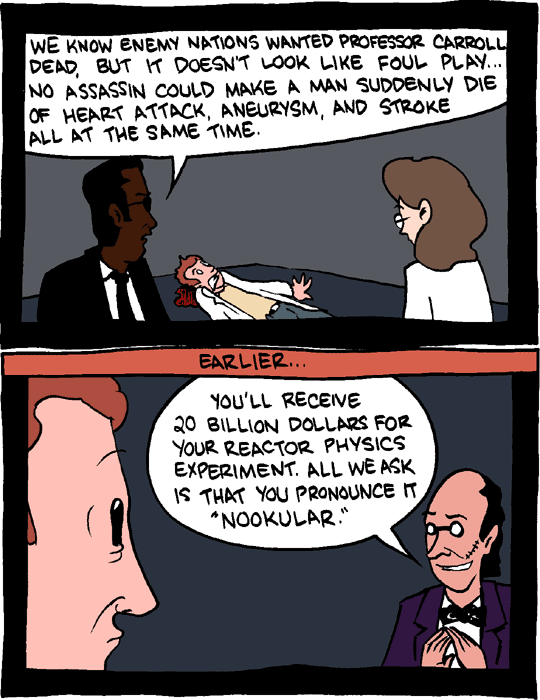 WE KNOW ENEMY NATIONS WANTED PROFESSOR CARROLL
DEAD, BUT IT DOESN'T LOOK LIKE FOUL PLAY...
NO ASSASSIN COULD MAKE A MAN SUDDENLY DIE
OF HEART ATTACK, ANEURYSM, AND STROKE
ALL AT THE SAME TIME.
EARLIER...
YOU'LL RECEIVE
20 BILLION DOLLARS FOR
YOUR REACTOR PHYSICS
EXPERIMENT. ALL WE ASK
IS THAT YOU PRONOUNCE IT
"NOOKULAR."